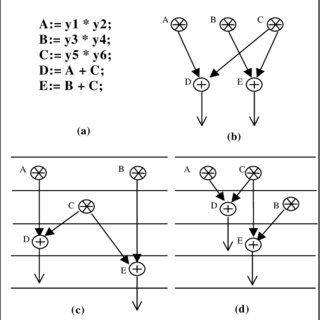 A:= y1 * y2;
B:= y3 * y4;
C:= y5 * y6;
D:= A + C;
E:= B + C;
(a)
A B C
D E
(b)
A B
C
D
E
(c)
A C
B
D
E
(d)